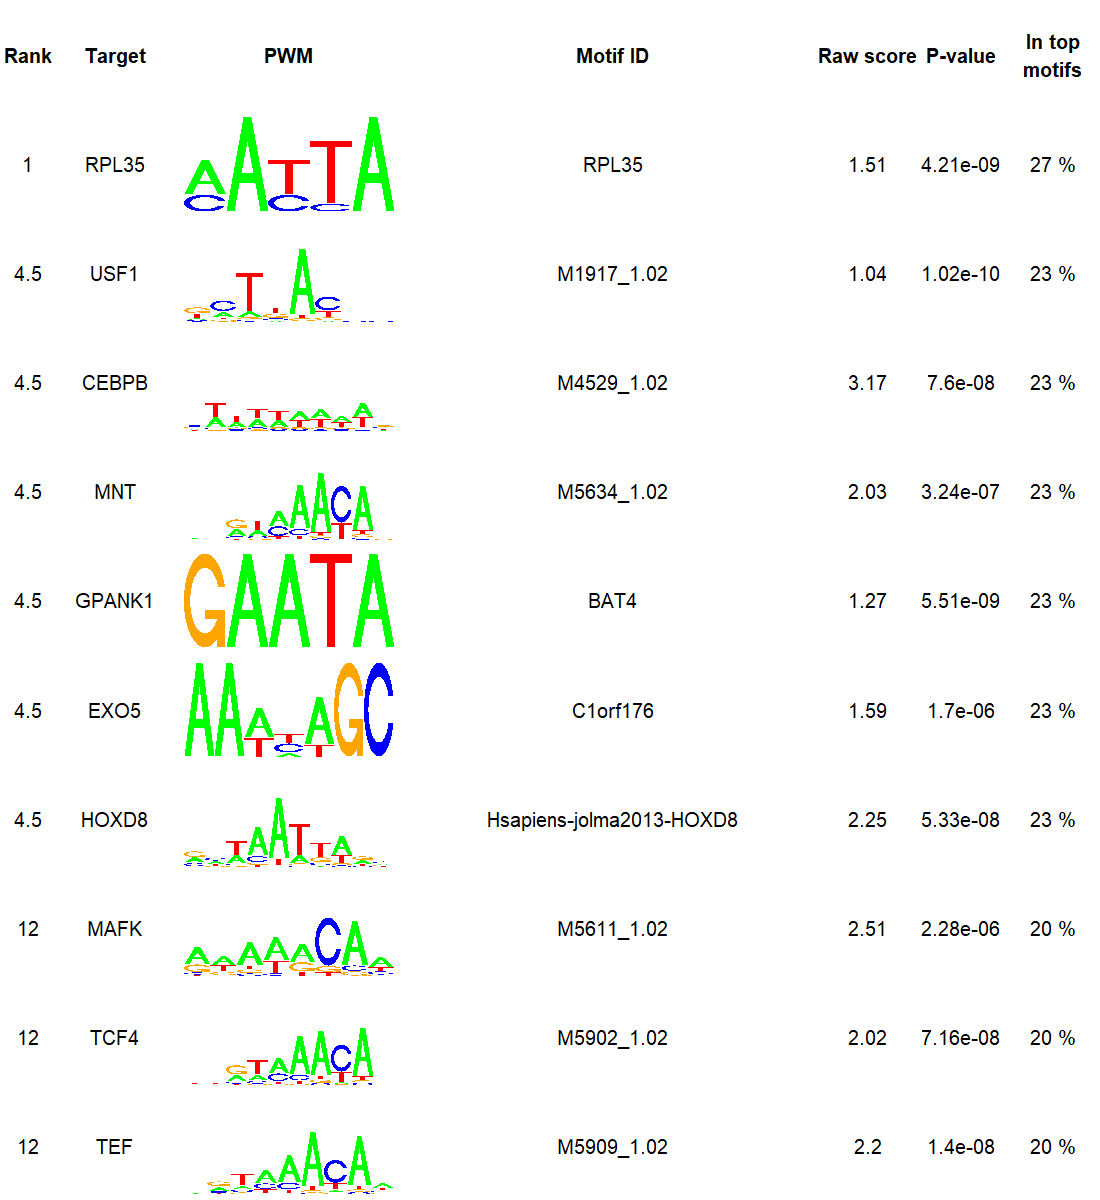 Rank Target PWM Motif ID Raw score P-value In top motifs
1 RPL35 RPL35 1.51 4.21e-09 27 %
4.5 USF1 M1917_1.02 1.04 1.02e-10 23 %
4.5 CEBPB M4529_1.02 3.17 7.6e-08 23 %
4.5 MNT M5634_1.02 2.03 3.24e-07 23 %
4.5 GPANK1 GAATA BAT4 1.27 5.51e-09 23 %
4.5 EXO5 C1orf176 1.59 1.7e-06 23 %
4.5 HOXD8 Hsapiens-jolma2013-HOXD8 2.25 5.33e-08 23 %
12 MAFK M5611_1.02 2.51 2.28e-06 20 %
12 TCF4 M5902_1.02 2.02 7.16e-08 20 %
12 TEF M5909_1.02 2.2 1.4e-08 20 %